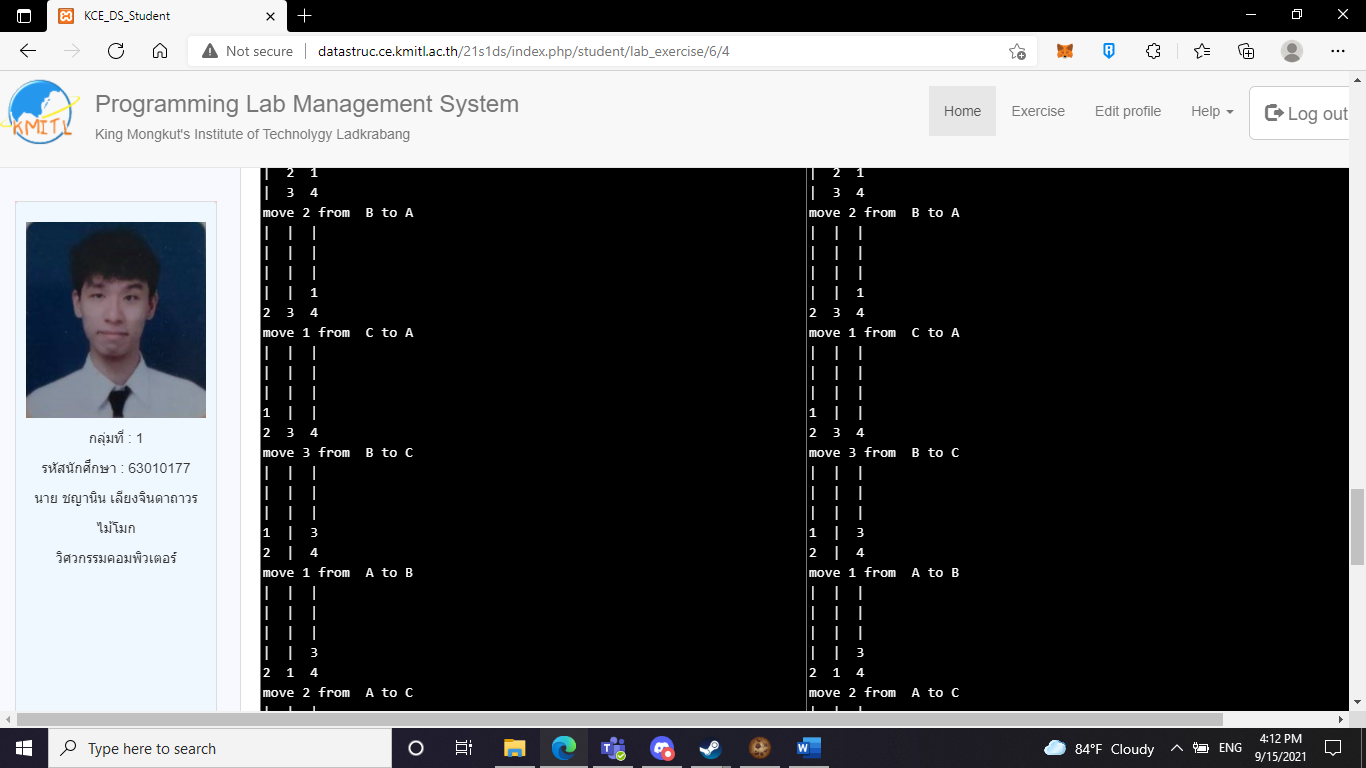 KCE_DS_Student
Not secure datastruc.ce.kmitl.ac.th/21s1ds/index.php/student/lab_exercise/6/4
KMITL
Programming Lab Management System
King Mongkut's Institute of Technolygy Ladkrabang
Home Exercise Edit profile Help Log out
กลุ่มที่ : 1
รหัสนักศึกษา : 63010177
นาย ชญานิน เลียงจินดาถาวร
ไม้โมก
วิศวกรรมคอมพิวเตอร์
| 2 1
| 3 4
move 2 from  B to A
| | |
| | |
| | |
| | 1
2 3 4
move 1 from  C to A
| | |
| | |
| | |
1 | |
2 3 4
move 3 from  B to C
| | |
| | |
| | |
1 | 3
2 | 4
move 1 from  A to B
| | |
| | |
| | |
| | 3
2 1 4
move 2 from  A to C
| | |
| 2 1
| 3 4
move 2 from  B to A
| | |
| | |
| | |
| | 1
2 3 4
move 1 from  C to A
| | |
| | |
| | |
1 | |
2 3 4
move 3 from  B to C
| | |
| | |
| | |
1 | 3
2 | 4
move 1 from  A to B
| | |
| | |
| | |
| | 3
2 1 4
move 2 from  A to C
| | |
Type here to search
84°F Cloudy
ENG
4:12 PM
9/15/2021